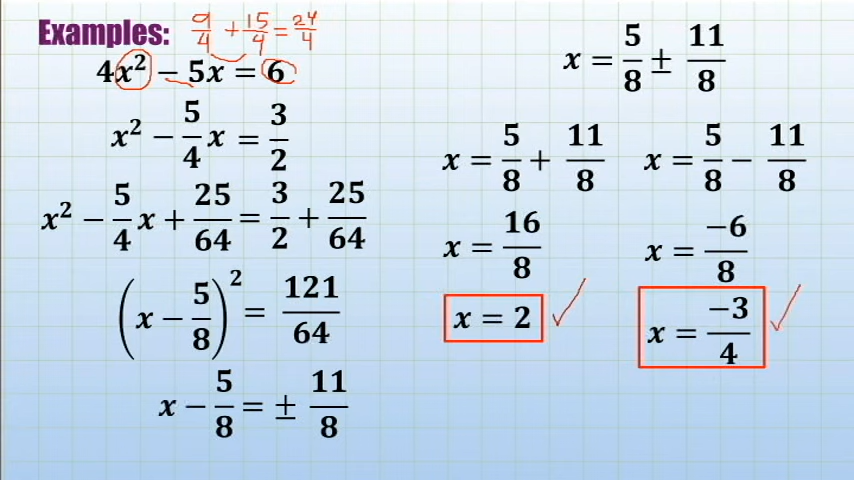 Examples: 9/4 + 15/4 = 24/4
4x² − 5x = 6
x² − 5/4 x = 3/2
x² − 5/4 x + 25/64 = 3/2 + 25/64
(x − 5/8)² = 121/64
x − 5/8 = ± 11/8
x = 5/8 ± 11/8
x = 5/8 + 11/8
x = 16/8
x = 2
x = 5/8 − 11/8
x = −6/8
x = −3/4